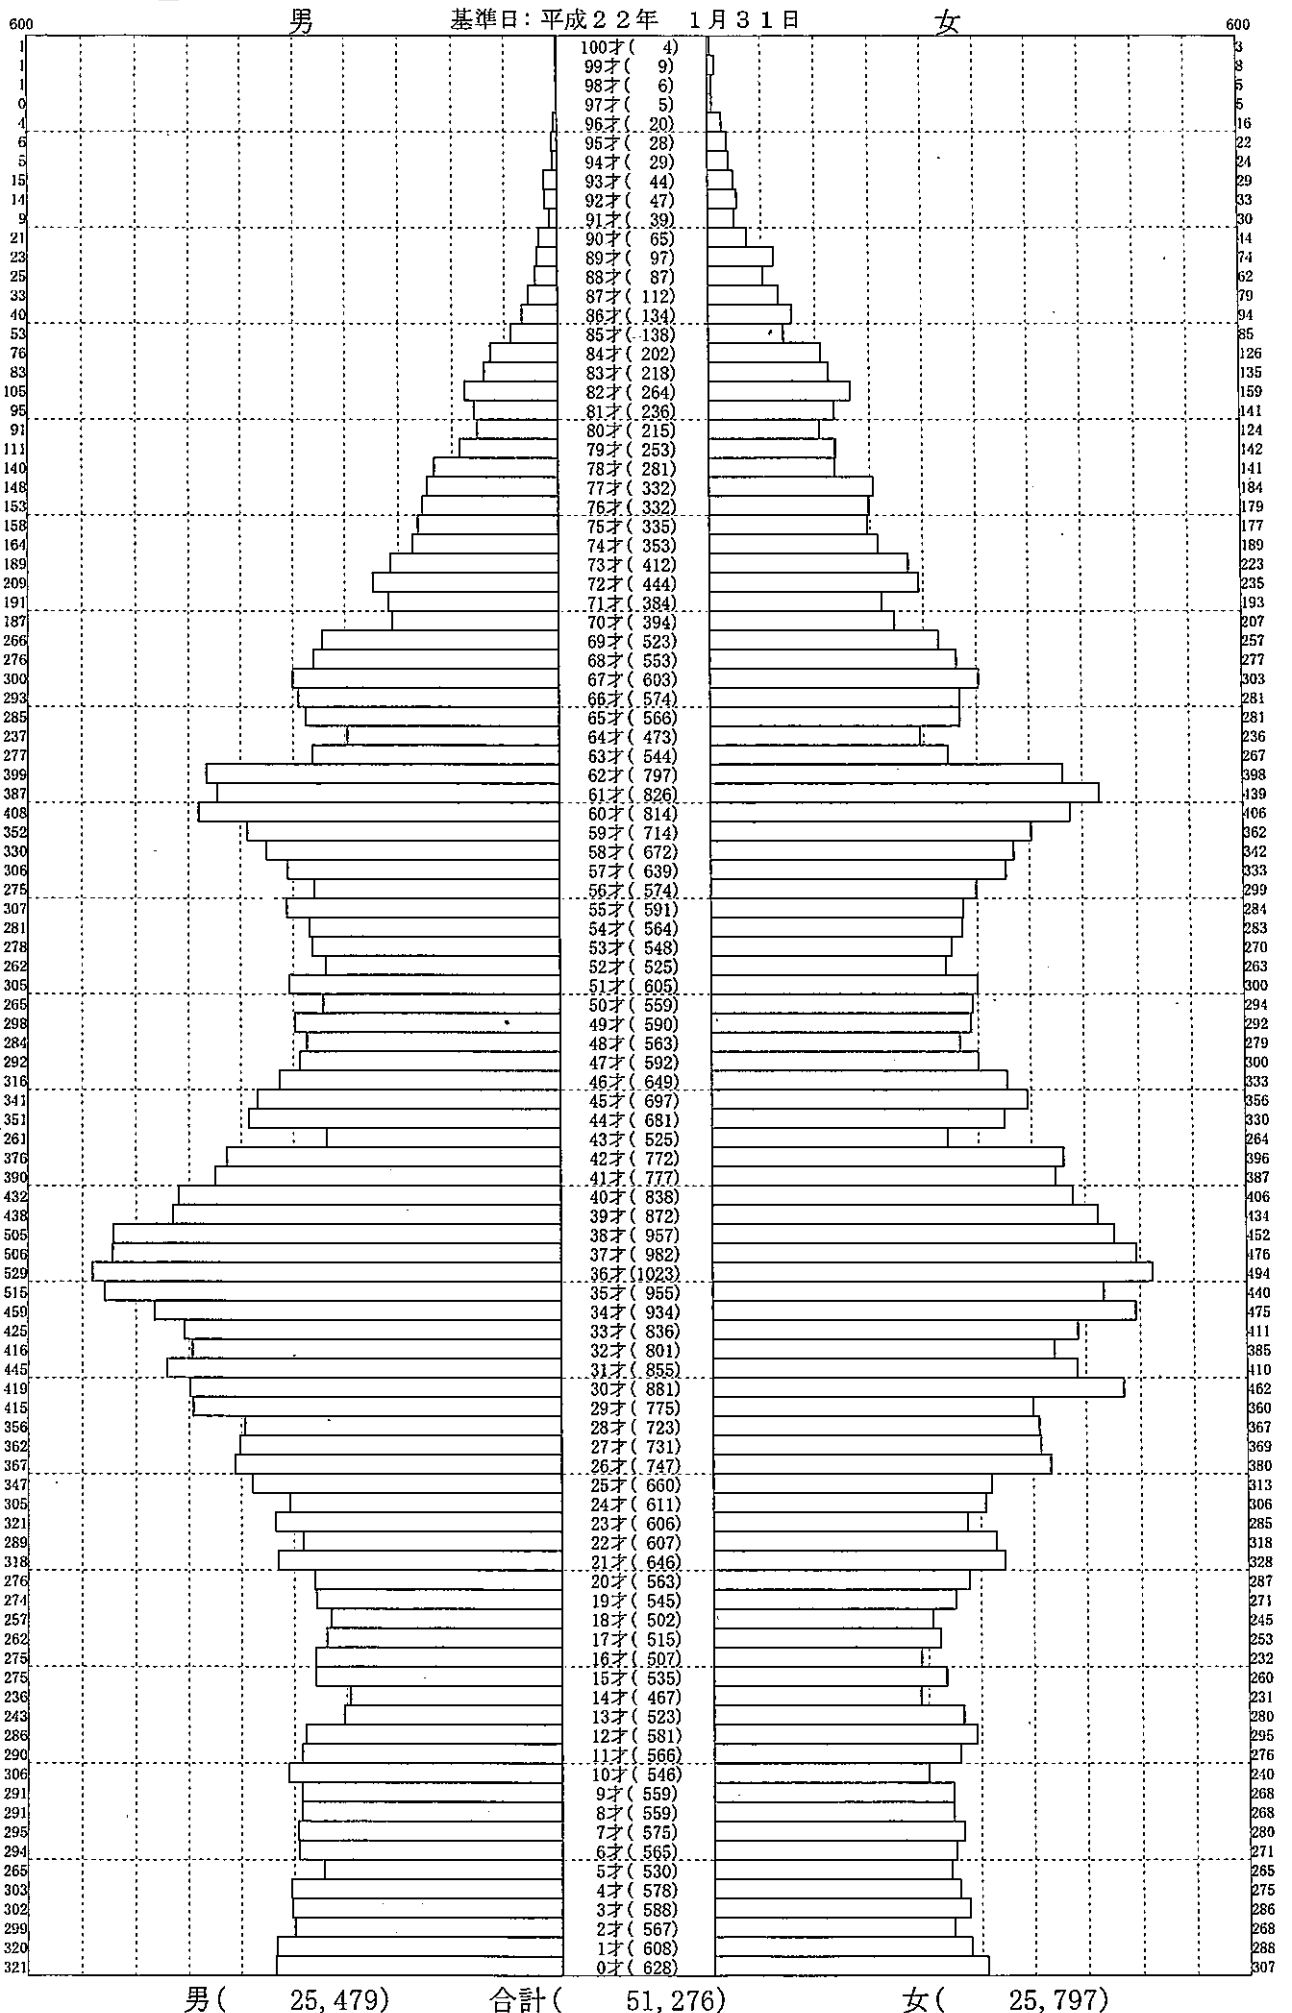 男 基準日:平成２２年 1月３１日 女
600 600
1 100才( 4) 3
1 99才( 9) 8
1 98才( 6) 5
0 97才( 5) 5
4 96才( 20) 16
6 95才( 28) 22
5 94才( 29) 24
15 93才( 44) 29
14 92才( 47) 33
9 91才( 39) 30
21 90才( 65) 44
23 89才( 97) 74
25 88才( 87) 62
33 87才( 112) 79
40 86才( 134) 94
53 85才( 138) 85
76 84才( 202) 126
83 83才( 218) 135
105 82才( 264) 159
95 81才( 236) 141
91 80才( 215) 124
111 79才( 253) 142
140 78才( 281) 141
148 77才( 332) 184
153 76才( 332) 179
158 75才( 335) 177
164 74才( 353) 189
189 73才( 412) 223
209 72才( 444) 235
191 71才( 384) 193
187 70才( 394) 207
266 69才( 523) 257
276 68才( 553) 277
300 67才( 603) 303
293 66才( 574) 281
285 65才( 566) 281
237 64才( 473) 236
277 63才( 544) 267
399 62才( 797) 398
387 61才( 826) 439
408 60才( 814) 406
352 59才( 714) 362
330 58才( 672) 342
306 57才( 639) 333
275 56才( 574) 299
307 55才( 591) 284
281 54才( 564) 283
278 53才( 548) 270
262 52才( 525) 263
305 51才( 605) 300
265 50才( 559) 294
298 49才( 590) 292
284 48才( 563) 279
292 47才( 592) 300
316 46才( 649) 333
341 45才( 697) 356
351 44才( 681) 330
261 43才( 525) 264
376 42才( 772) 396
390 41才( 777) 387
432 40才( 838) 406
438 39才( 872) 434
505 38才( 957) 452
506 37才( 982) 476
529 36才(1023) 494
515 35才( 955) 440
459 34才( 934) 475
425 33才( 836) 411
416 32才( 801) 385
445 31才( 855) 410
419 30才( 881) 462
415 29才( 775) 360
356 28才( 723) 367
362 27才( 731) 369
367 26才( 747) 380
347 25才( 660) 313
305 24才( 611) 306
321 23才( 606) 285
289 22才( 607) 318
318 21才( 646) 328
276 20才( 563) 287
274 19才( 545) 271
257 18才( 502) 245
262 17才( 515) 253
275 16才( 507) 232
275 15才( 535) 260
236 14才( 467) 231
243 13才( 523) 280
286 12才( 581) 295
290 11才( 566) 276
306 10才( 546) 240
291 9才( 559) 268
291 8才( 559) 268
295 7才( 575) 280
294 6才( 565) 271
265 5才( 530) 265
303 4才( 578) 275
302 3才( 588) 286
299 2才( 567) 268
320 1才( 608) 288
321 0才( 628) 307
男( 25,479) 合計( 51,276) 女( 25,797)